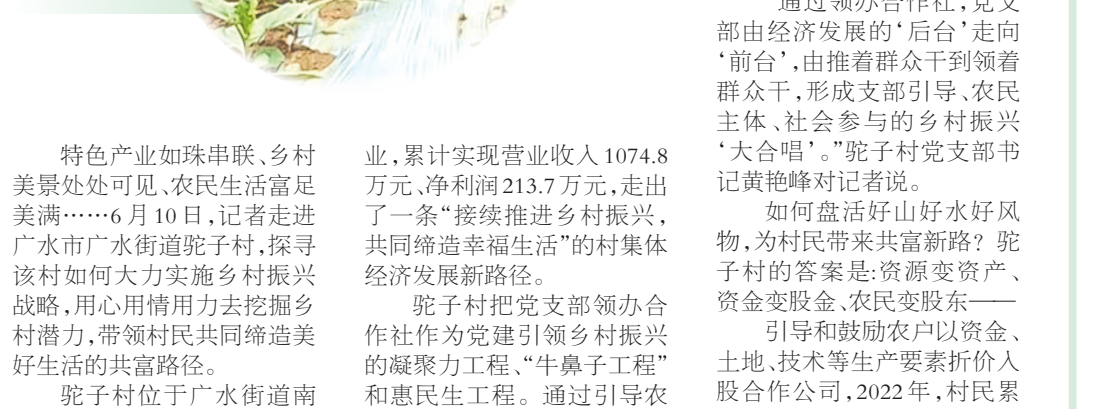 特色产业如珠串联、乡村
美景处处可见、农民生活富足
美满……6月10日，记者走进
广水市广水街道驼子村，探寻
该村如何大力实施乡村振兴
战略，用心用情用力去挖掘乡
村潜力，带领村民共同缔造美
好生活的共富路径。
驼子村位于广水街道南
业，累计实现营业收入1074.8
万元、净利润213.7万元，走出
了一条“接续推进乡村振兴，
共同缔造幸福生活”的村集体
经济发展新路径。
驼子村把党支部领办合
作社作为党建引领乡村振兴
的凝聚力工程、“牛鼻子工程”
和惠民生工程。通过引导农
通过领办合作社，党支
部由经济发展的‘后台’走向
‘前台’，由推着群众干到领着
群众干，形成支部引导、农民
主体、社会参与的乡村振兴
‘大合唱’。”驼子村党支部书
记黄艳峰对记者说。
如何盘活好山好水好风
物，为村民带来共富新路？驼
子村的答案是：资源变资产、
资金变股金、农民变股东——
引导和鼓励农户以资金、
土地、技术等生产要素折价入
股合作公司，2022年，村民累